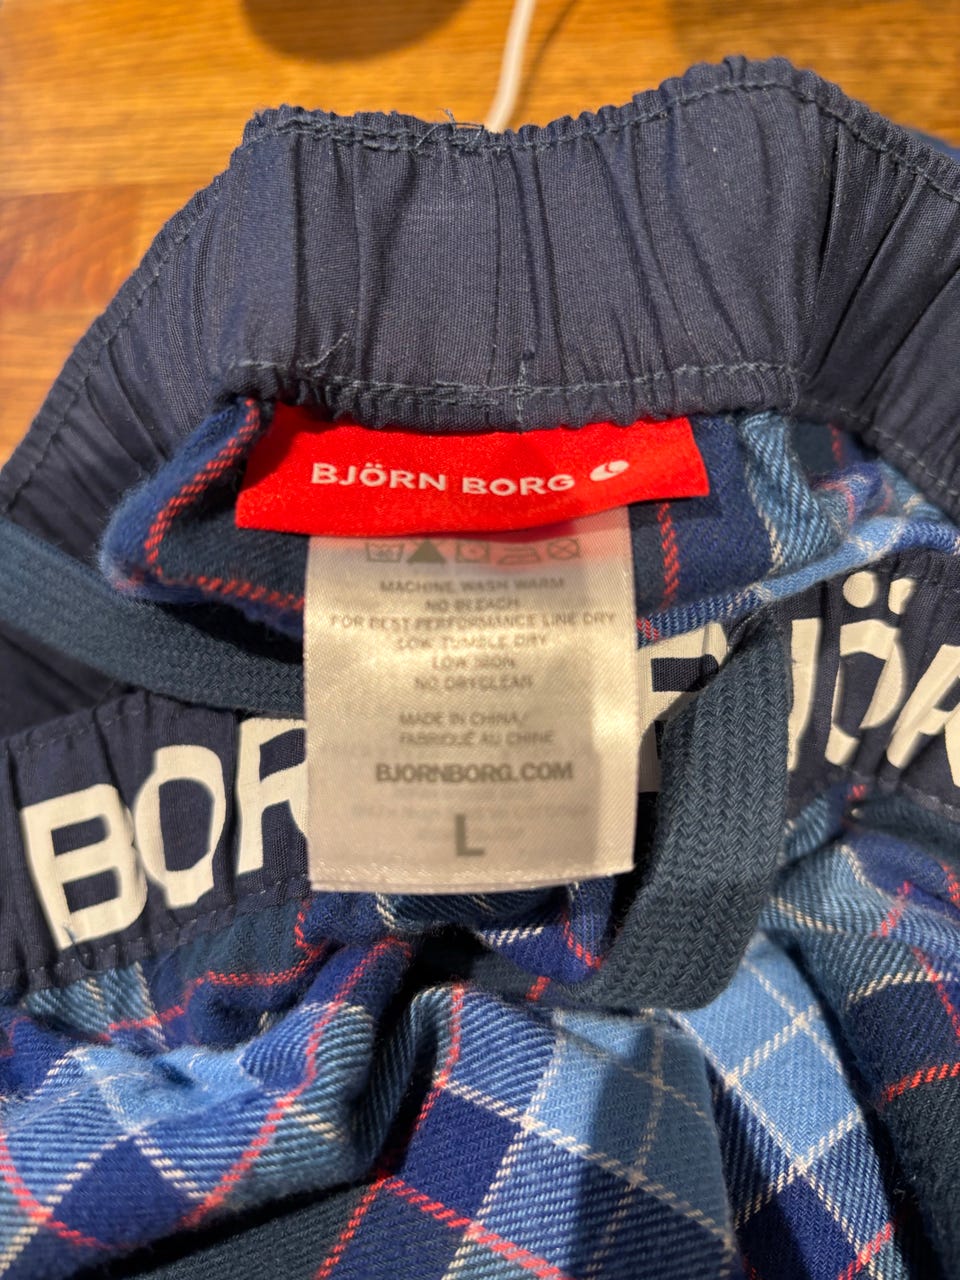 BJÖRN BORG
40
MACHINE WASH WARM
NO BLEACH
FOR BEST PERFORMANCE LINE DRY
LOW TUMBLE DRY
LOW IRON
NO DRYCLEAN
MADE IN CHINA/
FABRIQUÉ AU CHINE
BJORNBORG.COM
L
BOR
BJÖR